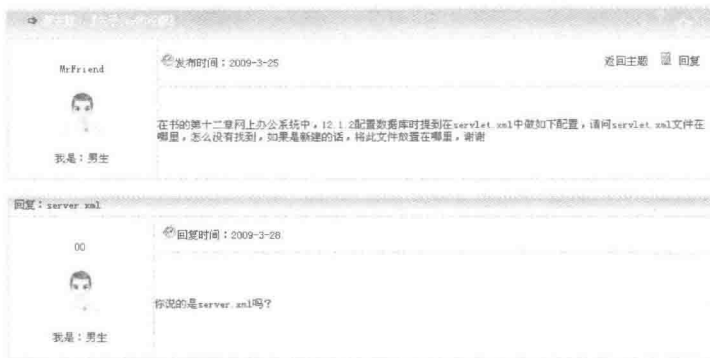 MrFriend
发布时间：2009-3-25
返回主题 回复
在书的第十二章网上办公系统中，12.1.2配置数据库时提到在servlet.xml中做如下配置，请问servlet.xml文件在
哪里，怎么没有找到，如果是新建的话，将此文件放置在哪里，谢谢
我是：男生
回复：server.xml
OO
回复时间：2009-3-28
你说的是server.xml吗？
我是：男生